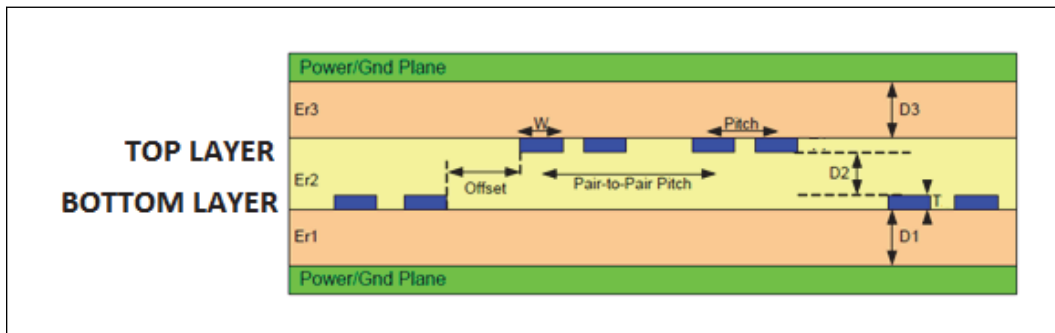 Power/Gnd Plane
Er3
D3
W
Pitch
TOP LAYER
Er2
D2
Offset
Pair-to-Pair Pitch
BOTTOM LAYER
T
Er1
D1
Power/Gnd Plane